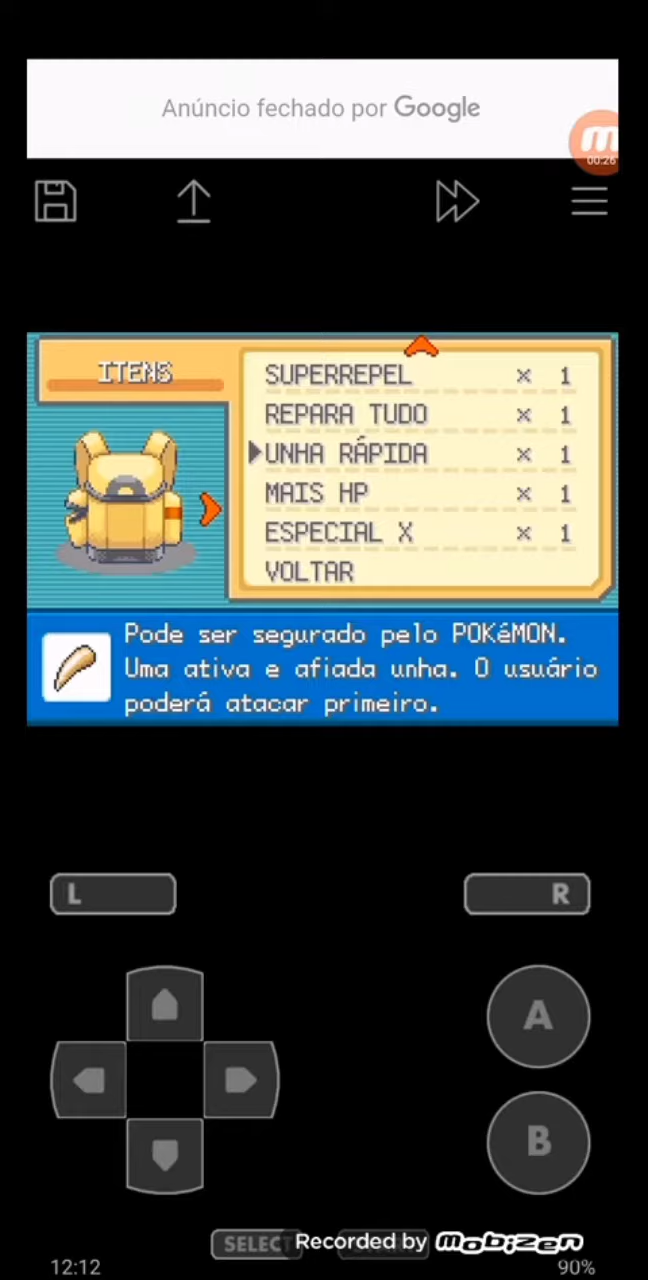 Anúncio fechado por Google
00:26
ITENS
SUPERREPEL × 1
REPARA TUDO × 1
UNHA RÁPIDA × 1
MAIS HP × 1
ESPECIAL X × 1
VOLTAR
Pode ser segurado pelo POKéMON.
Uma ativa e afiada unha. O usuário
poderá atacar primeiro.
L
R
A
B
SELECT
Recorded by mobizen
12:12
90%